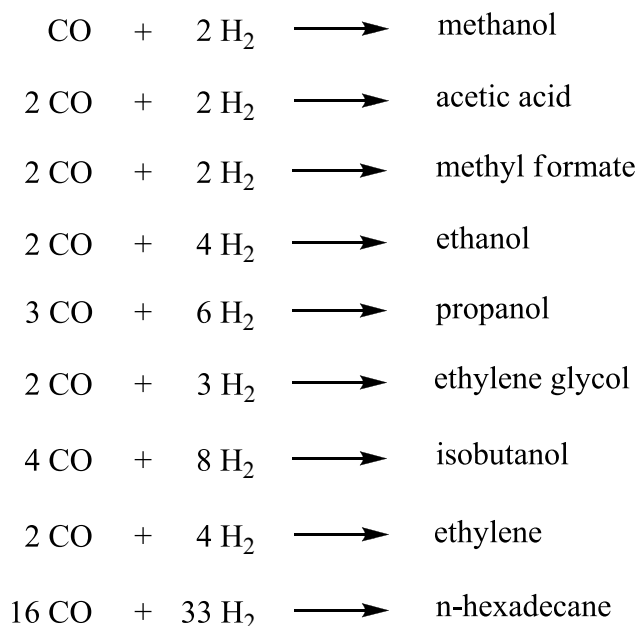 CO + 2 H₂ ⟶ methanol
2 CO + 2 H₂ ⟶ acetic acid
2 CO + 2 H₂ ⟶ methyl formate
2 CO + 4 H₂ ⟶ ethanol
3 CO + 6 H₂ ⟶ propanol
2 CO + 3 H₂ ⟶ ethylene glycol
4 CO + 8 H₂ ⟶ isobutanol
2 CO + 4 H₂ ⟶ ethylene
16 CO + 33 H₂ ⟶ n-hexadecane